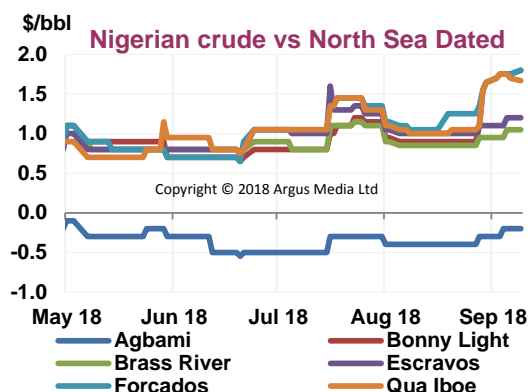 $/bbl
Nigerian crude vs North Sea Dated
2.0
1.5
1.0
0.5
Copyright © 2018 Argus Media Ltd
0.0
-0.5
-1.0
May 18 Jun 18 Jul 18 Aug 18 Sep 18
Agbami Bonny Light
Brass River Escravos
Forcados Qua Iboe